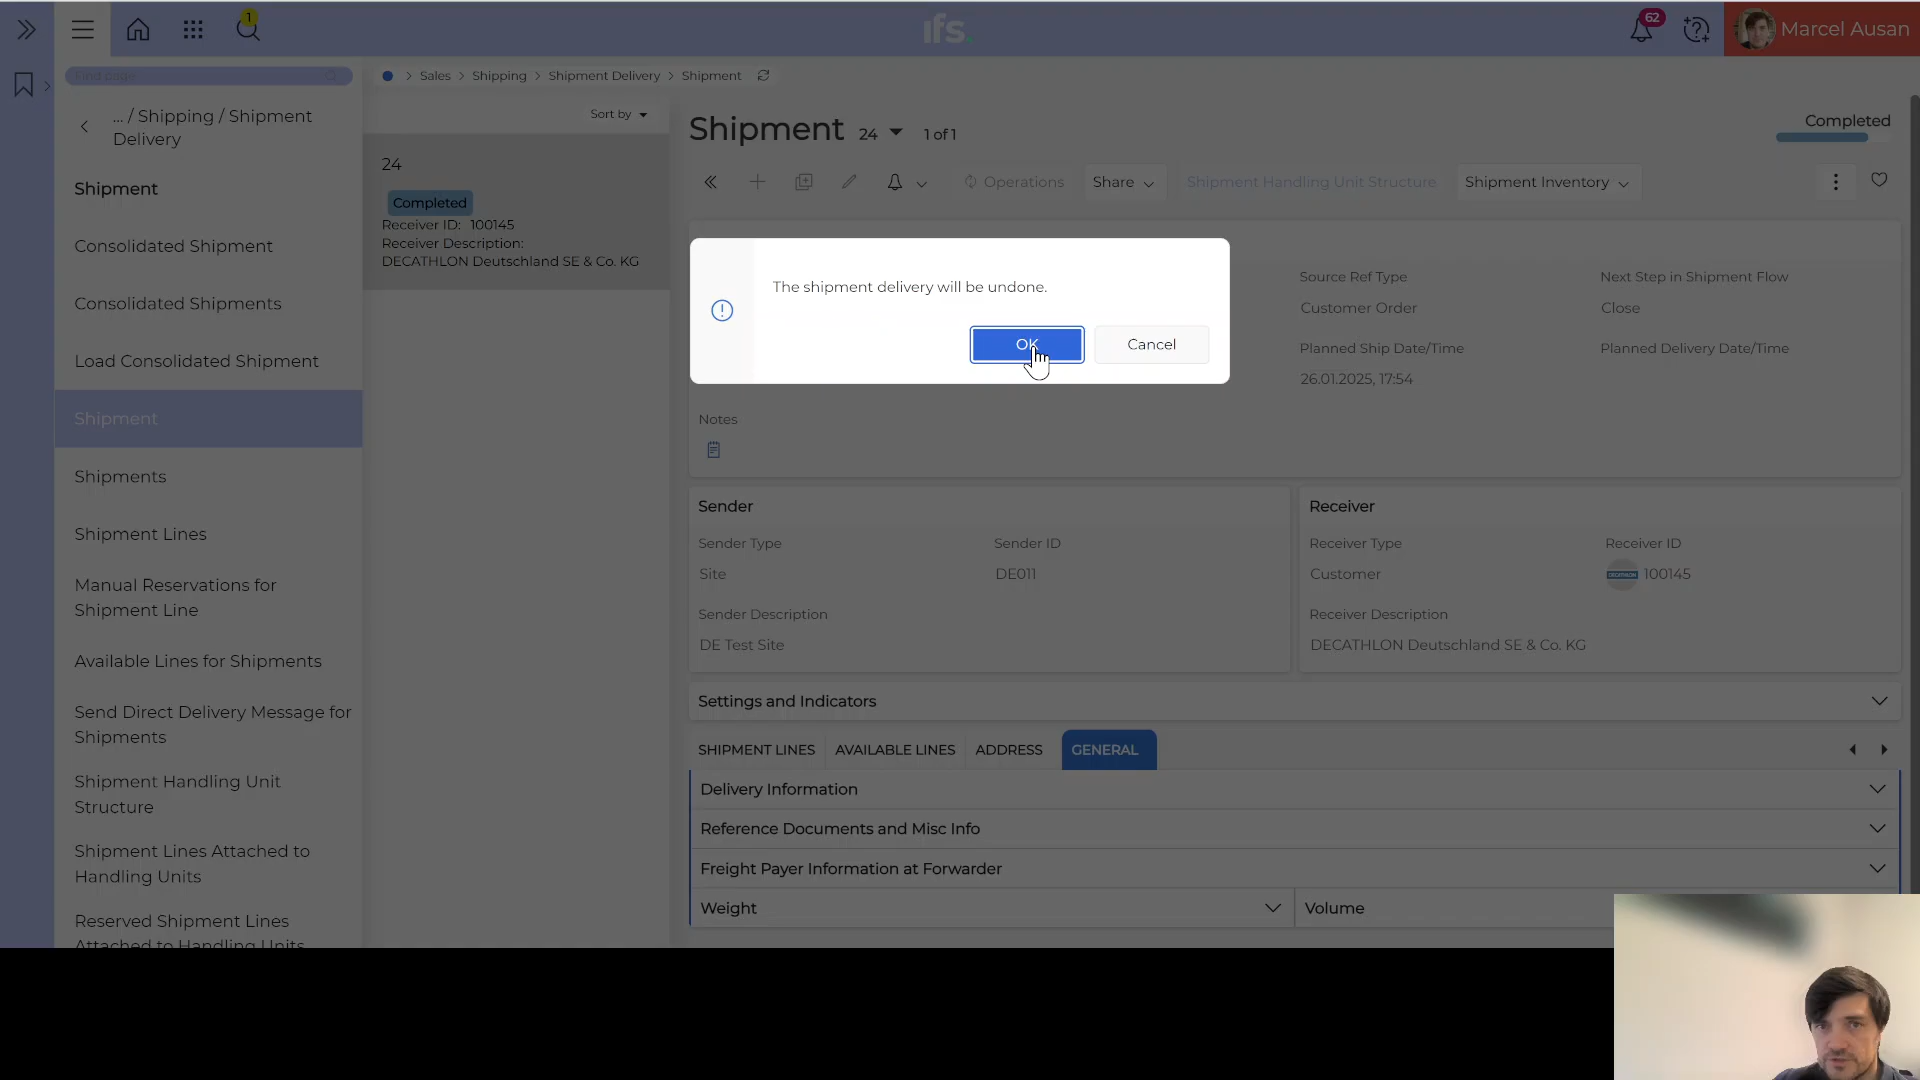 1
ifs.
62
Marcel Ausan
Find page
Sales > Shipping > Shipment Delivery > Shipment
... / Shipping / Shipment
Delivery
Shipment
Consolidated Shipment
Consolidated Shipments
Load Consolidated Shipment
Shipment
Shipments
Shipment Lines
Manual Reservations for
Shipment Line
Available Lines for Shipments
Send Direct Delivery Message for
Shipments
Shipment Handling Unit
Structure
Shipment Lines Attached to
Handling Units
Reserved Shipment Lines
Attached to Handling Units
Sort by
24
Completed
Receiver ID: 100145
Receiver Description:
DECATHLON Deutschland SE & Co. KG
Shipment 24 1 of 1
Completed
Operations
Share
Shipment Handling Unit Structure
Shipment Inventory
The shipment delivery will be undone.
OK
Cancel
Source Ref Type
Customer Order
Next Step in Shipment Flow
Close
Planned Ship Date/Time
26.01.2025, 17:54
Planned Delivery Date/Time
Notes
Sender
Sender Type
Site
Sender ID
DE011
Sender Description
DE Test Site
Receiver
Receiver Type
Customer
Receiver ID
DECATHLON 100145
Receiver Description
DECATHLON Deutschland SE & Co. KG
Settings and Indicators
SHIPMENT LINES
AVAILABLE LINES
ADDRESS
GENERAL
Delivery Information
Reference Documents and Misc Info
Freight Payer Information at Forwarder
Weight
Volume